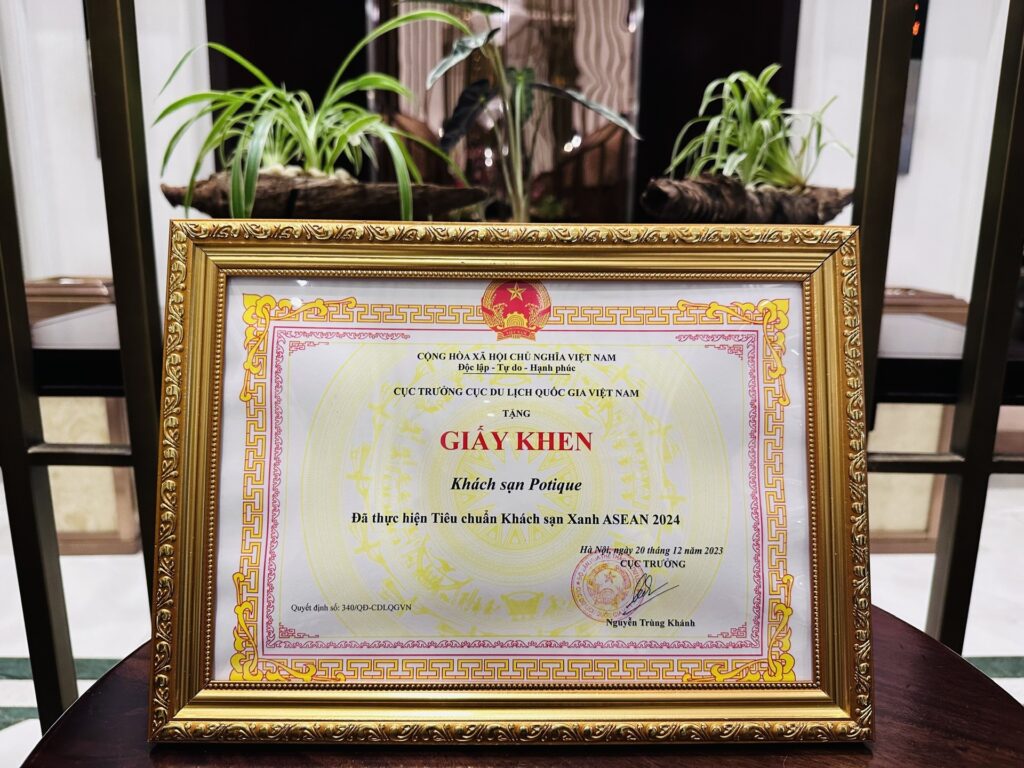 CỘNG HÒA XÃ HỘI CHỦ NGHĨA VIỆT NAM
Độc lập - Tự do - Hạnh phúc
CỤC TRƯỞNG CỤC DU LỊCH QUỐC GIA VIỆT NAM
TẶNG
GIẤY KHEN
Khách sạn Potique
Đã thực hiện Tiêu chuẩn Khách sạn Xanh ASEAN 2024
Hà Nội, ngày 20 tháng 12 năm 2023
CỤC TRƯỞNG
Quyết định số: 340/QĐ-CDLQGVN
Nguyễn Trùng Khánh